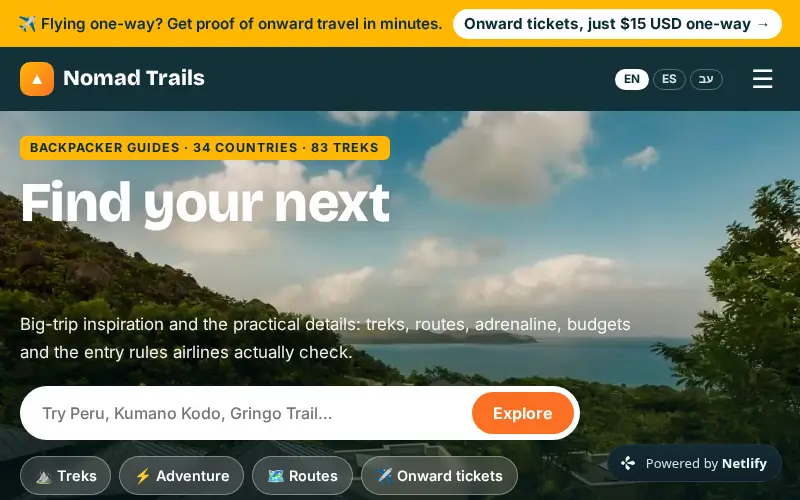 ✈️ Flying one-way? Get proof of onward travel in minutes. Onward tickets, just $15 USD one-way →
▲ Nomad Trails EN ES עב ☰
BACKPACKER GUIDES · 34 COUNTRIES · 83 TREKS
Find your next
Big-trip inspiration and the practical details: treks, routes, adrenaline, budgets
and the entry rules airlines actually check.
Try Peru, Kumano Kodo, Gringo Trail... Explore
⛰️ Treks ⚡ Adventure 🗺️ Routes ✈️ Onward tickets
Powered by Netlify